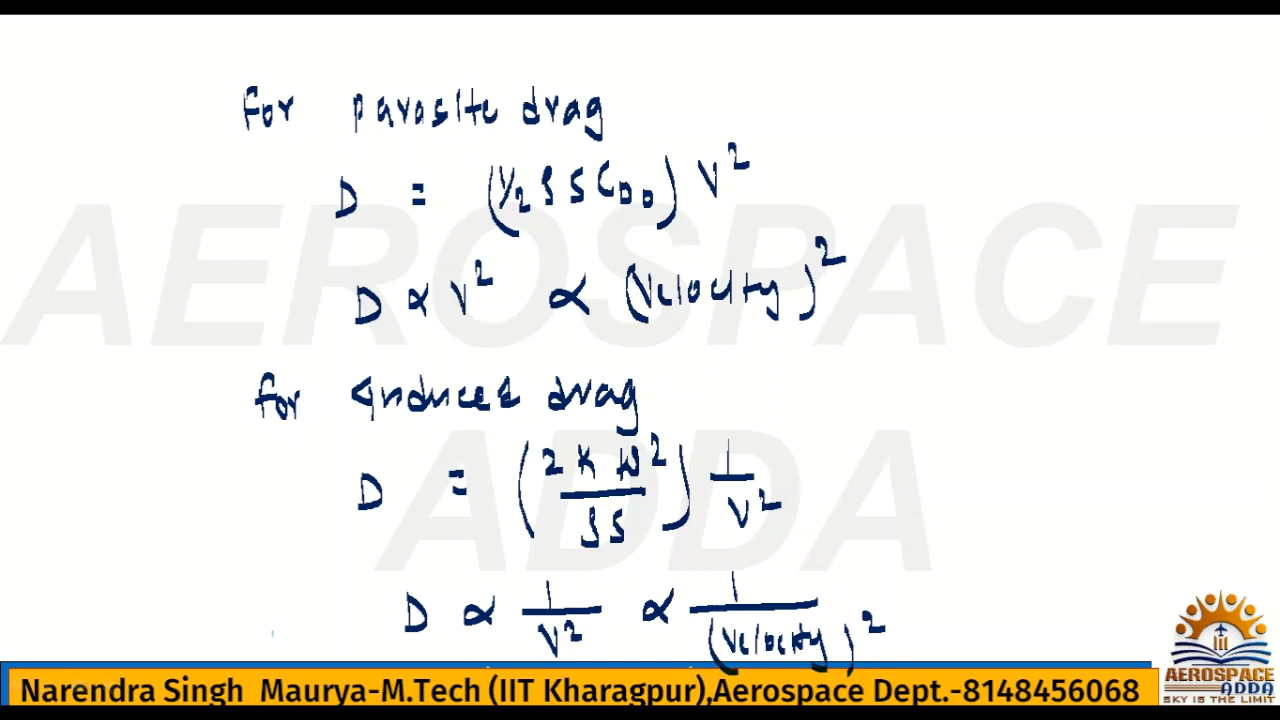 For parasite drag
D = (1/2 ρ S C_{D0}) V²
D ∝ V² ∝ (Velocity)²
For induced drag
D = (2 K W² / ρ S) 1/V²
D ∝ 1/V² ∝ 1/(Velocity)²
AEROSPACE
ADDA
Narendra Singh Maurya-M.Tech (IIT Kharagpur),Aerospace Dept.-8148456068
AEROSPACE
ADDA
SKY IS THE LIMIT